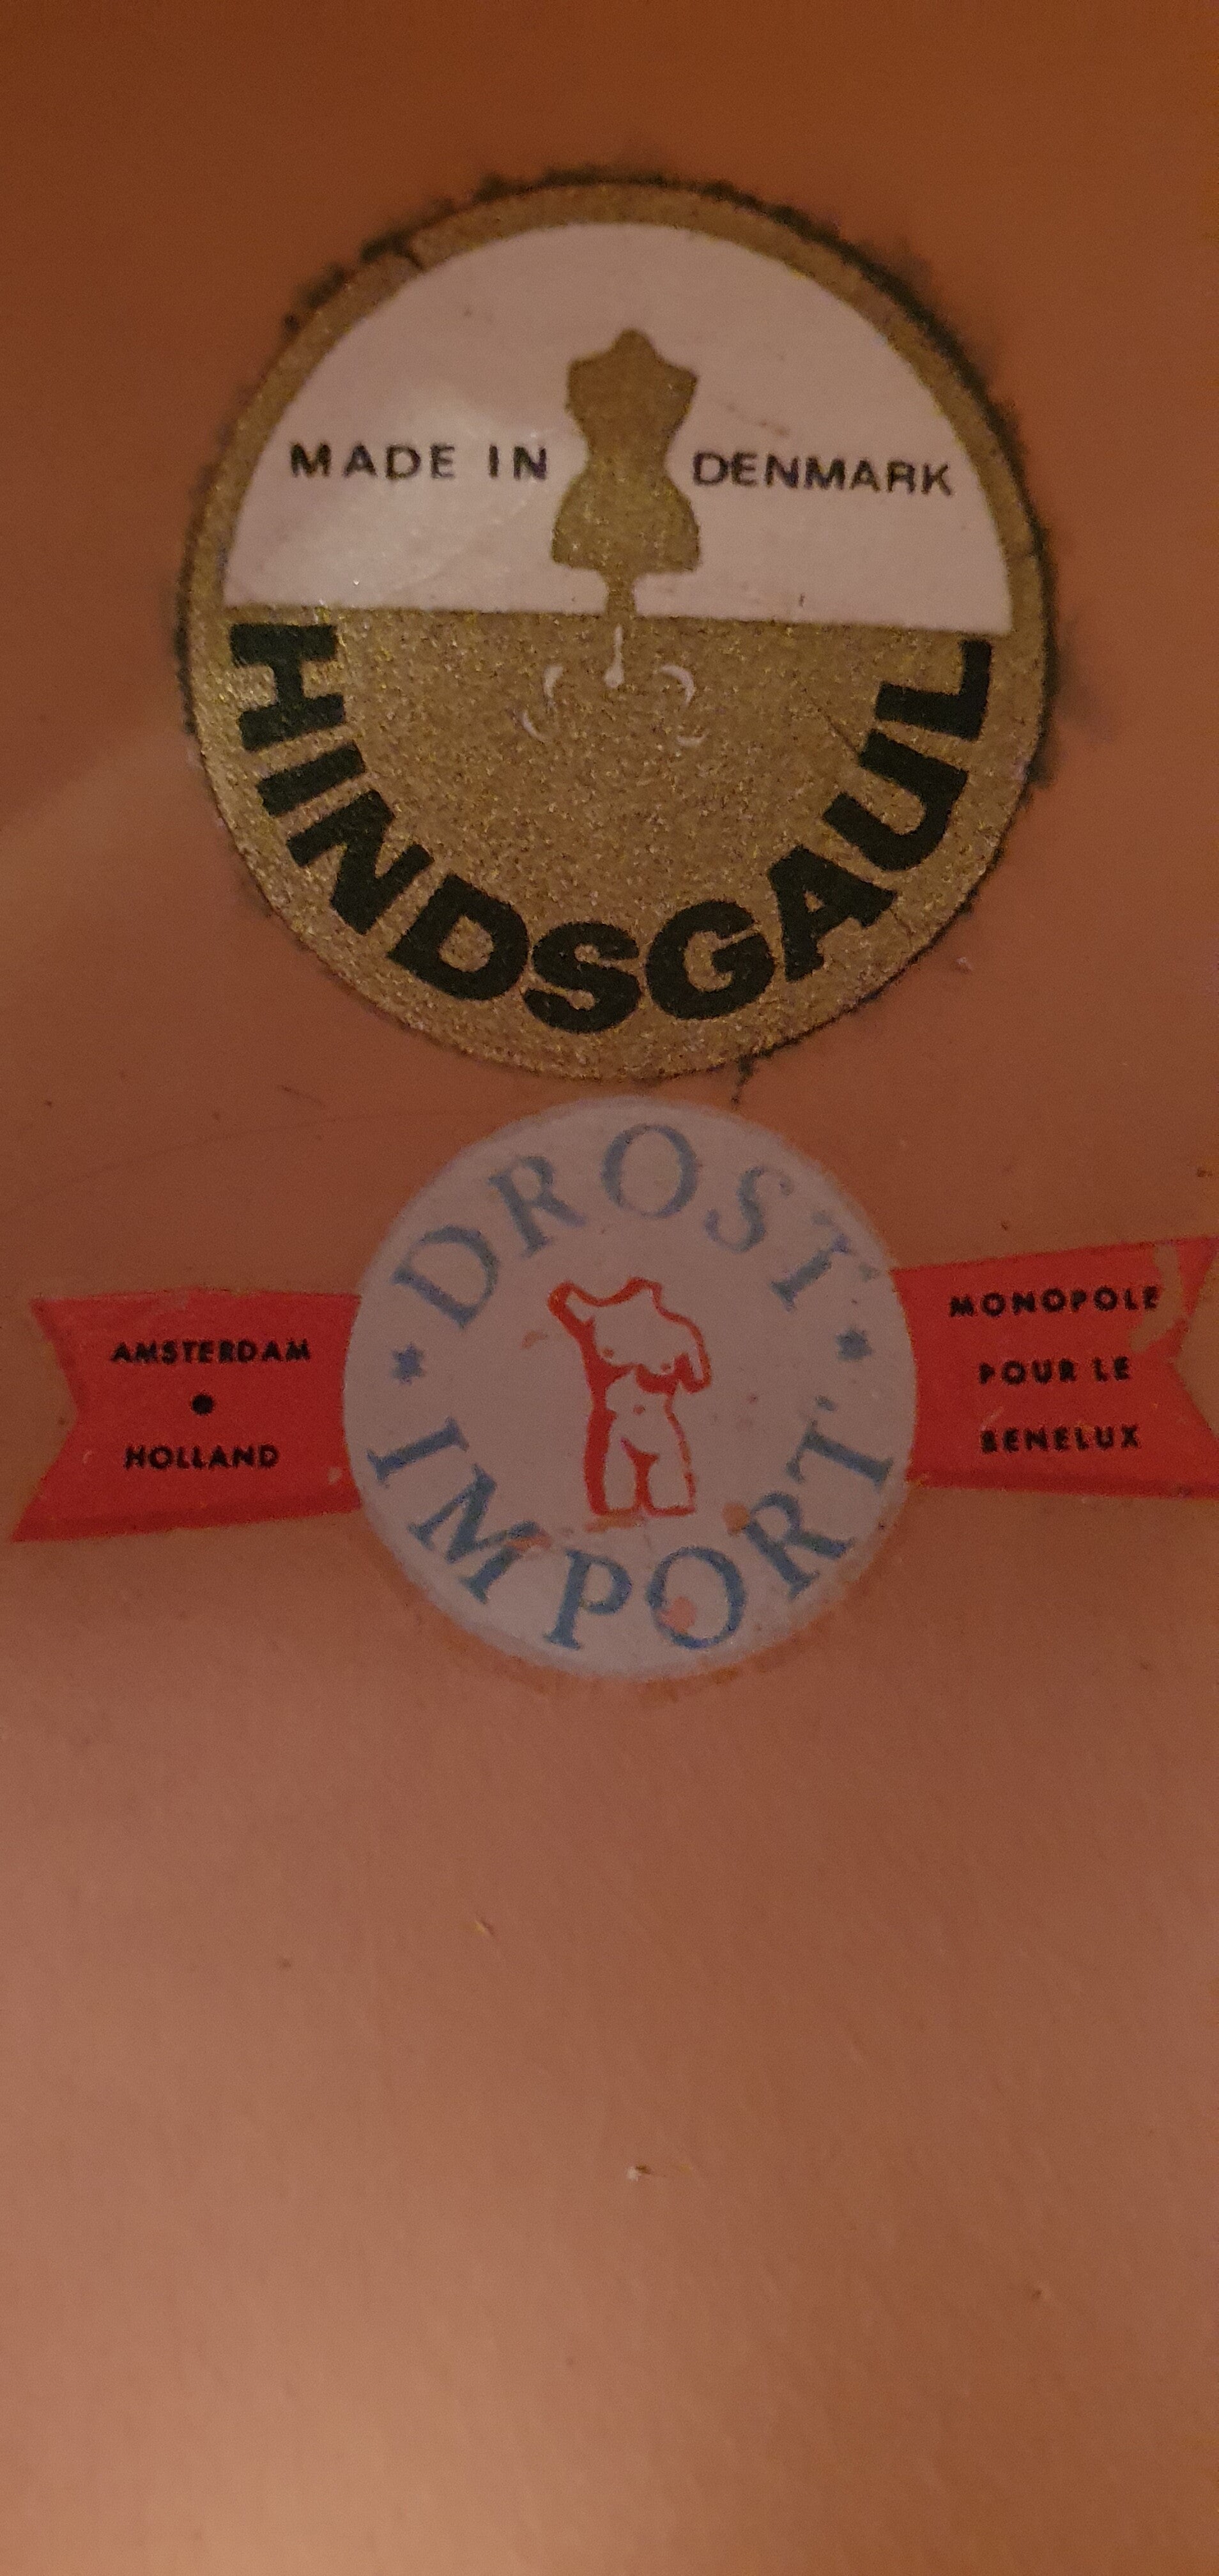 MADE IN DENMARK
HINDSGAUL
DROST
IMPORT
AMSTERDAM
HOLLAND
MONOPOLE
POUR LE
BENELUX